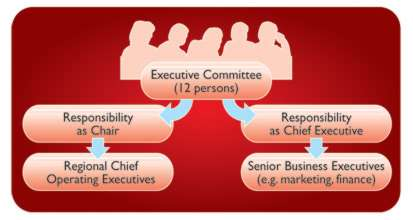 Executive Committee
(12 persons)
Responsibility
as Chair
Responsibility
as Chief Executive
Regional Chief
Operating Executives
Senior Business Executives
(e.g. marketing, finance)